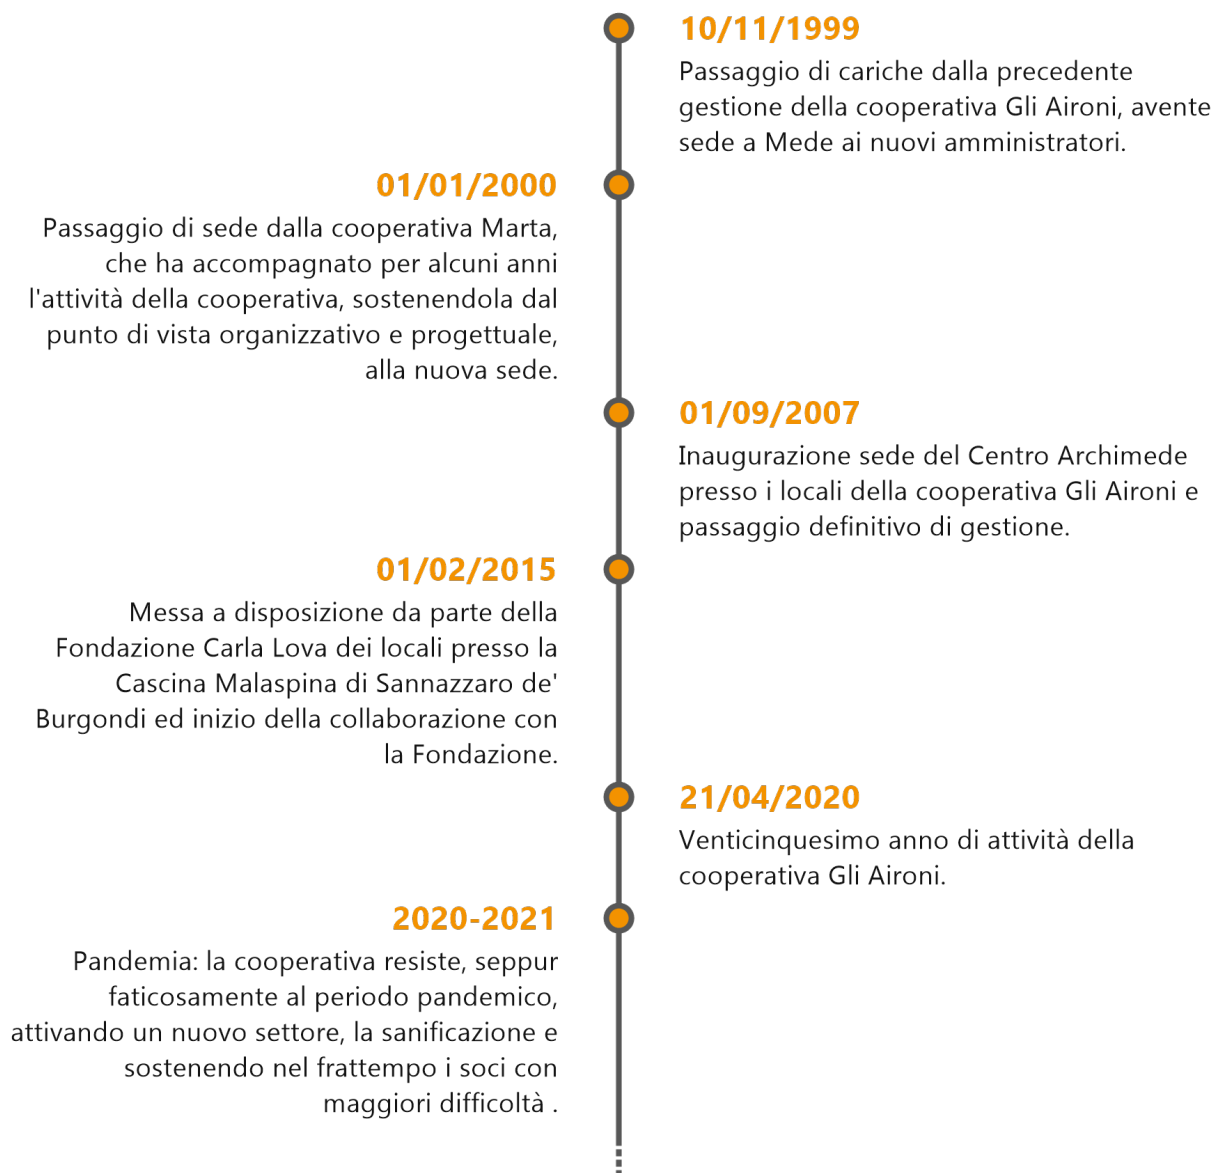 10/11/1999
Passaggio di cariche dalla precedente
gestione della cooperativa Gli Aironi, avente
sede a Mede ai nuovi amministratori.
01/01/2000
Passaggio di sede dalla cooperativa Marta,
che ha accompagnato per alcuni anni
l'attività della cooperativa, sostenendola dal
punto di vista organizzativo e progettuale,
alla nuova sede.
01/09/2007
Inaugurazione sede del Centro Archimede
presso i locali della cooperativa Gli Aironi e
passaggio definitivo di gestione.
01/02/2015
Messa a disposizione da parte della
Fondazione Carla Lova dei locali presso la
Cascina Malaspina di Sannazzaro de'
Burgondi ed inizio della collaborazione con
la Fondazione.
21/04/2020
Venticinquesimo anno di attività della
cooperativa Gli Aironi.
2020-2021
Pandemia: la cooperativa resiste, seppur
faticosamente al periodo pandemico,
attivando un nuovo settore, la sanificazione e
sostenendo nel frattempo i soci con
maggiori difficoltà .